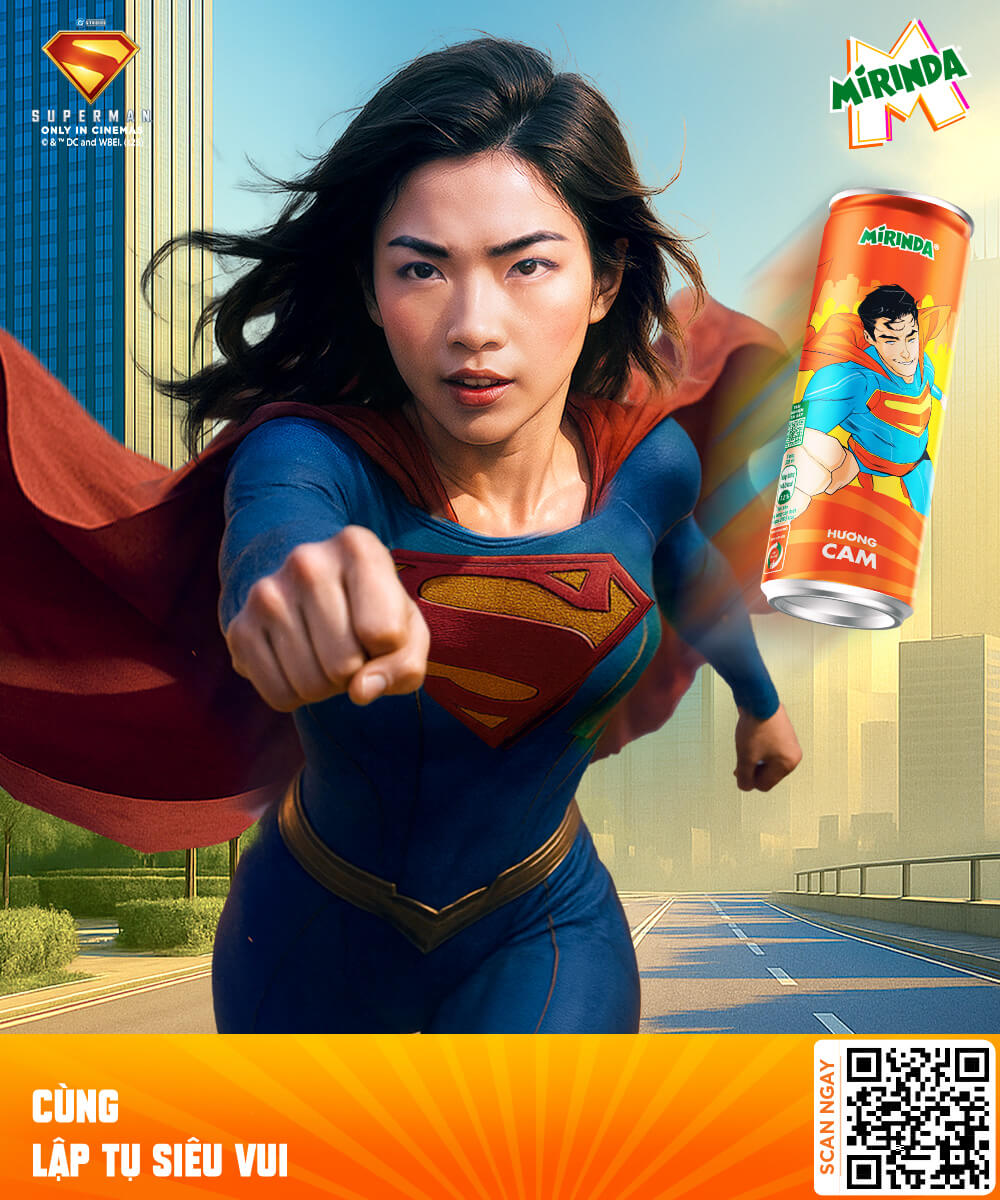 SUPERMAN
ONLY IN CINEMAS
MIRINDA
MIRINDA
HƯƠNG
CAM
CÙNG
LẬP TỤ SIÊU VUI
SCAN NGAY